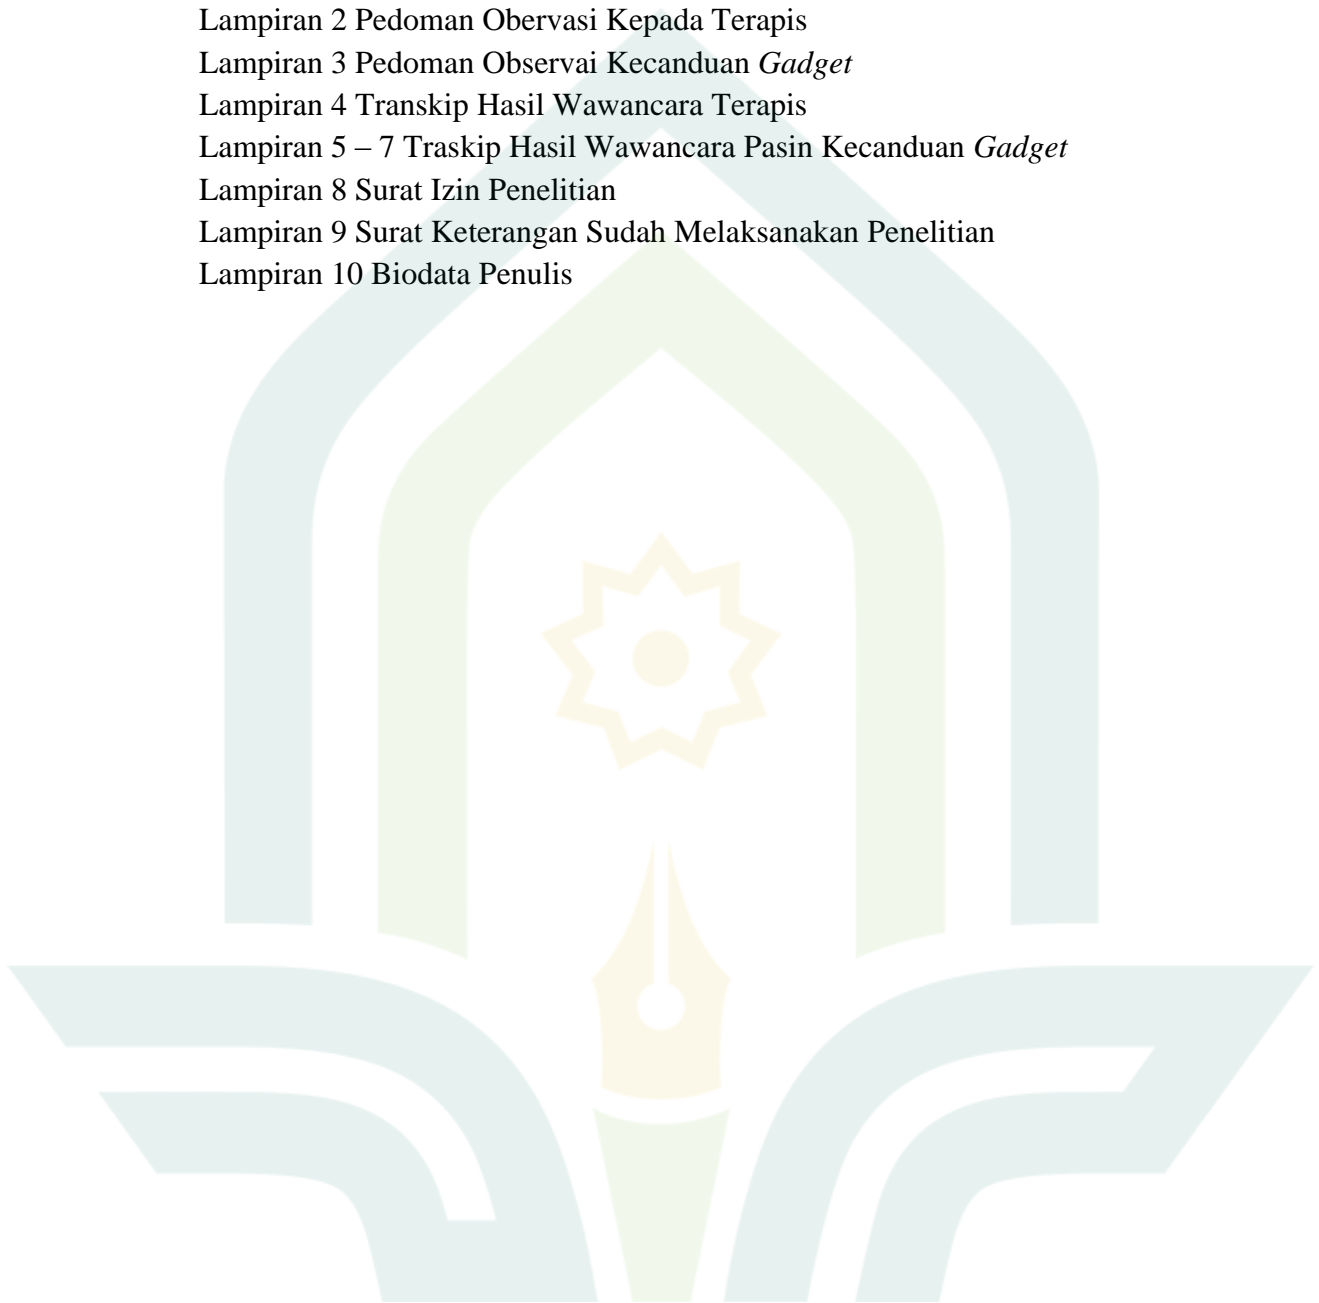 Lampiran 2 Pedoman Obervasi Kepada Terapis
Lampiran 3 Pedoman Observai Kecanduan Gadget
Lampiran 4 Transkip Hasil Wawancara Terapis
Lampiran 5 – 7 Traskip Hasil Wawancara Pasin Kecanduan Gadget
Lampiran 8 Surat Izin Penelitian
Lampiran 9 Surat Keterangan Sudah Melaksanakan Penelitian
Lampiran 10 Biodata Penulis